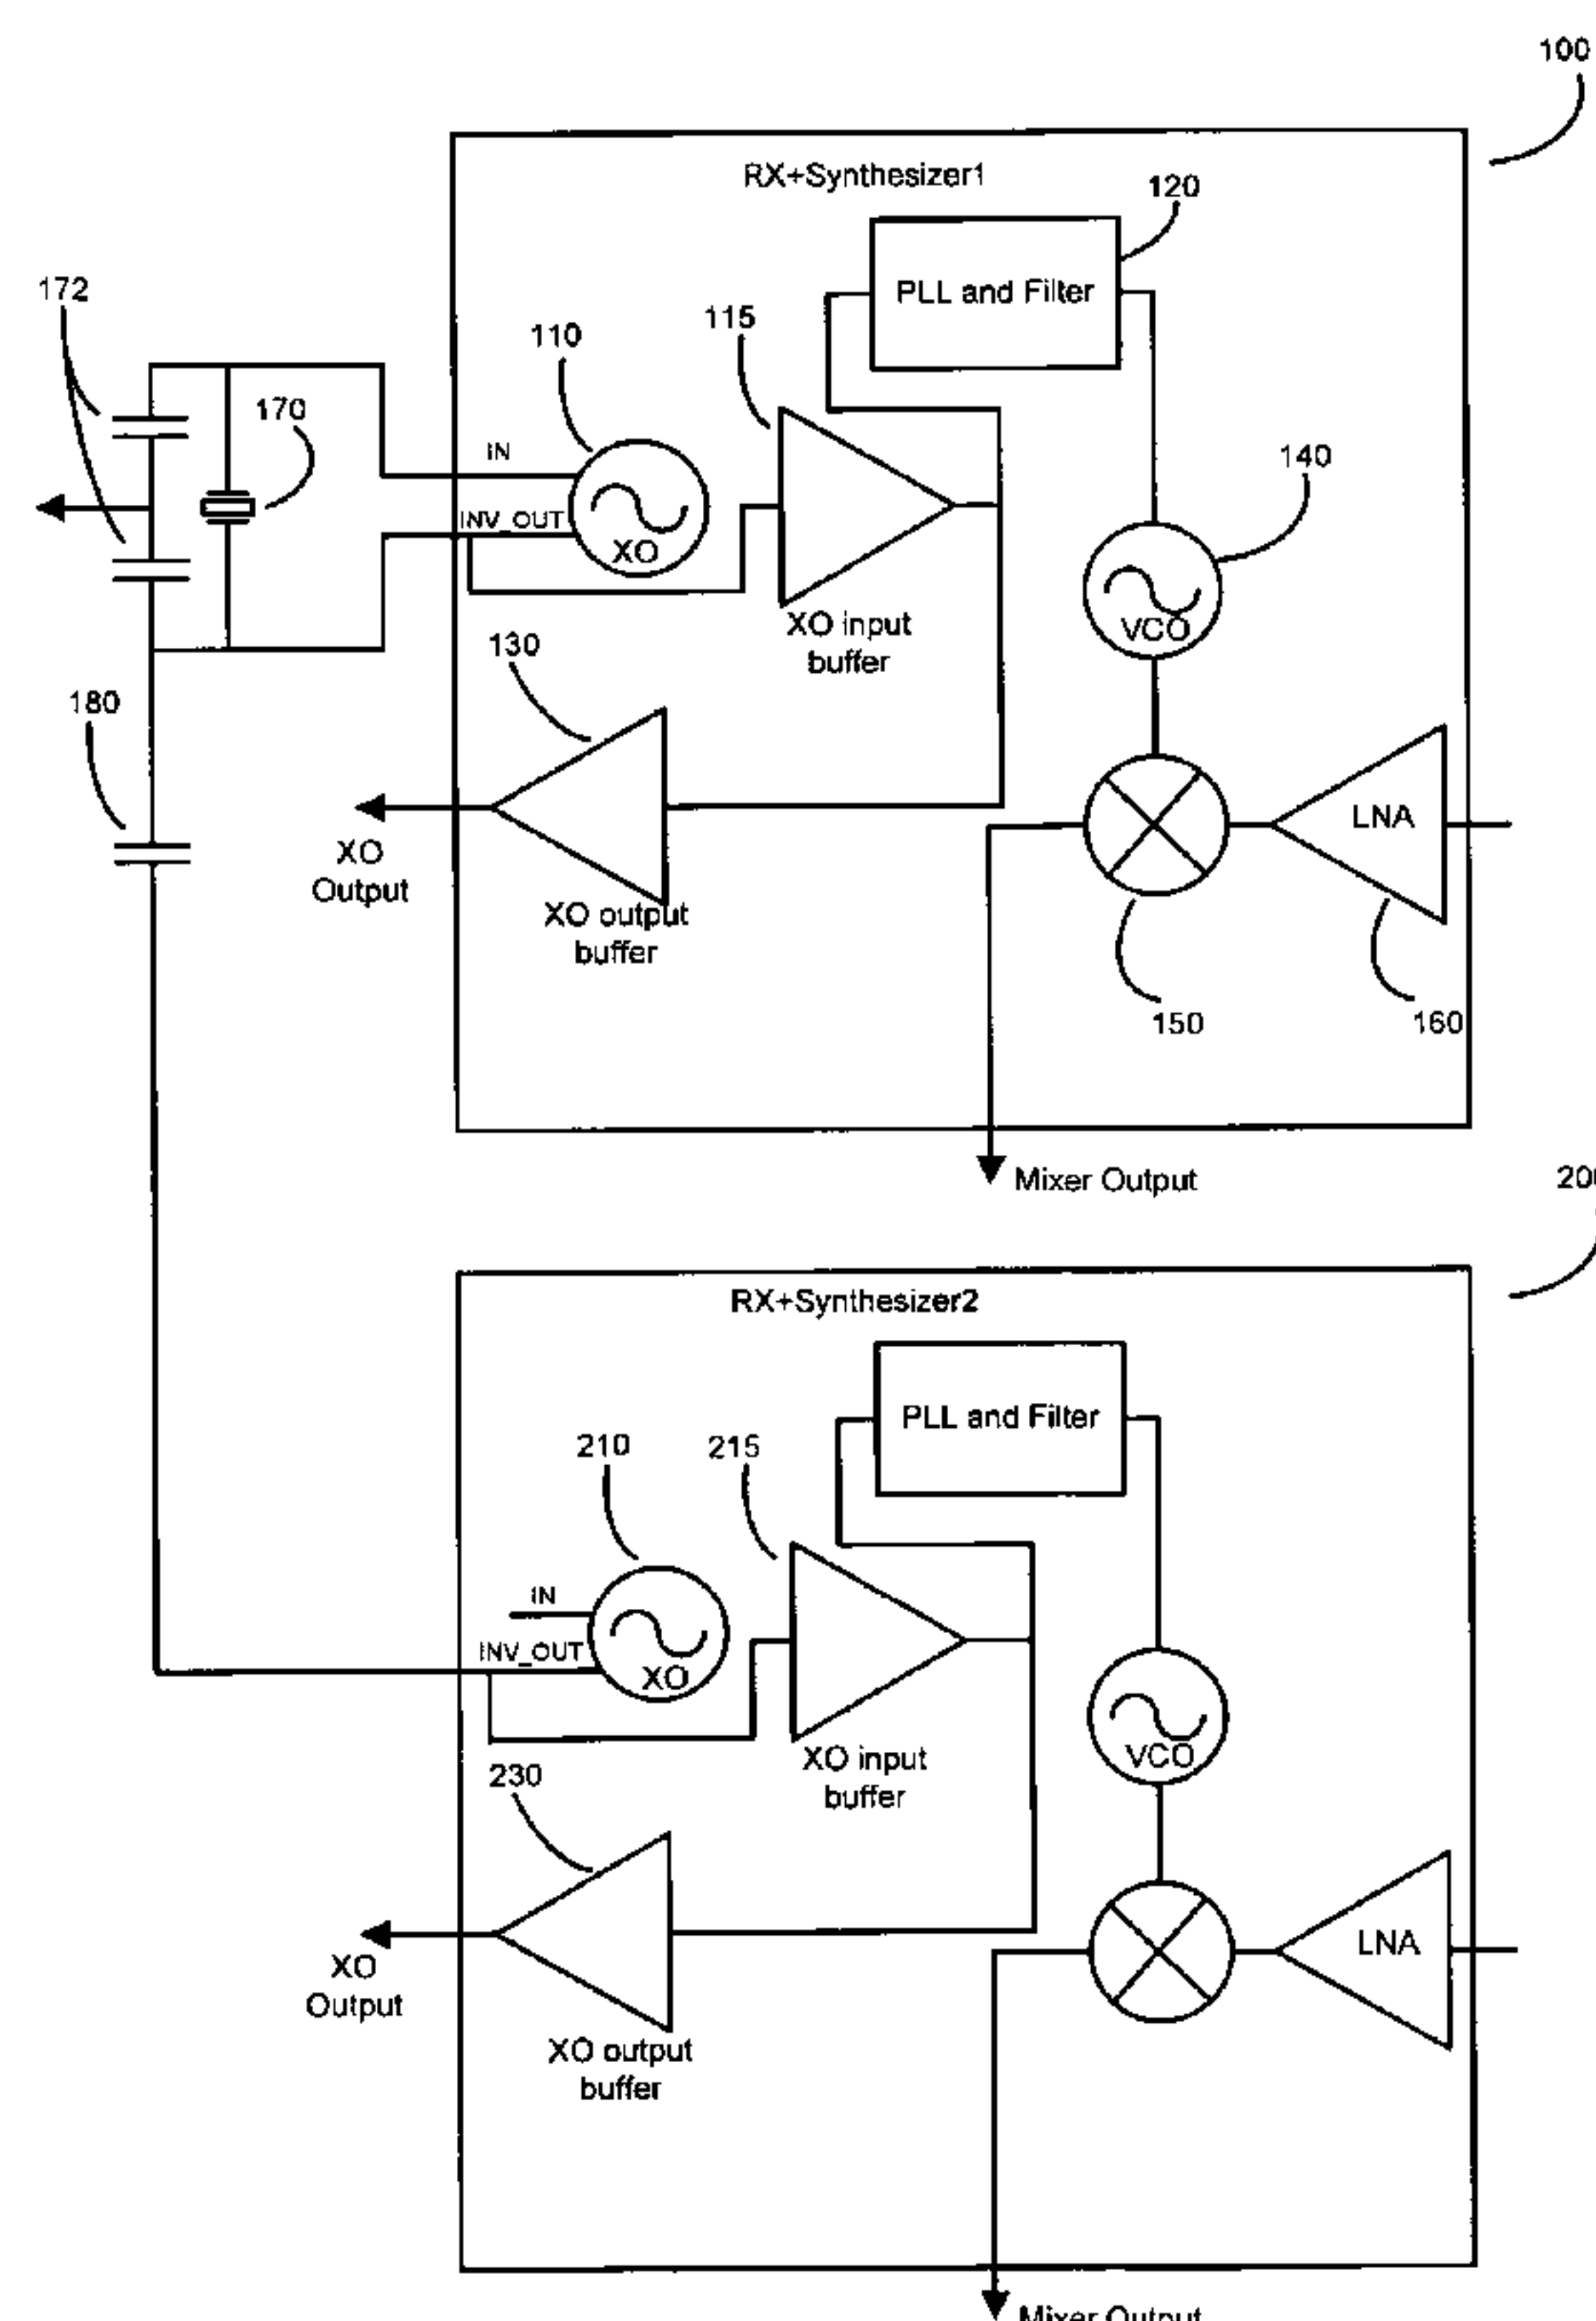 100
RX+Synthesizer1
120
PLL and Filter
172
115
110
170
IN
140
INV_OUT
XO
VCO
XO input
buffer
130
180
LNA
XO
Output
XO output
buffer
150
160
Mixer Output
RX+Synthesizer2
PLL and Filter
210
215
IN
INV_OUT
XO
VCO
XO input
buffer
230
LNA
XO
Output
XO output
buffer
Mixer Output